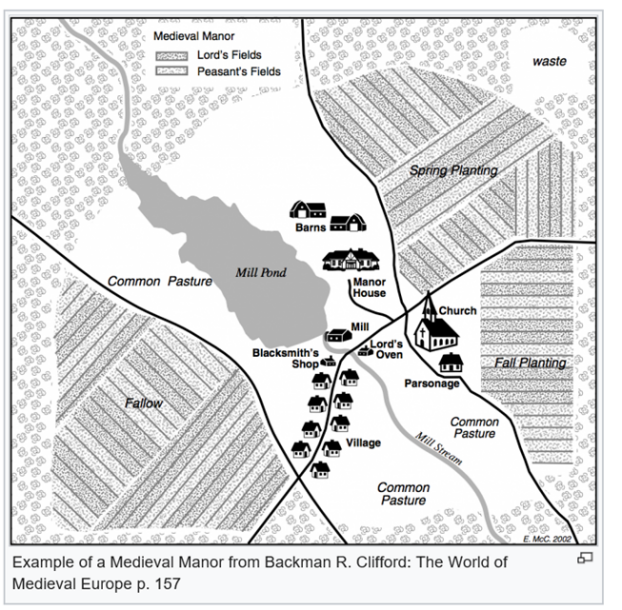 Medieval Manor
Lord's Fields
Peasant's Fields
waste
Spring Planting
Barns
Mill Pond
Common Pasture
Manor
House
Church
Mill
Lord's
Oven
Blacksmith's
Shop
Fall Planting
Parsonage
Fallow
Common
Pasture
Village
Mill Stream
Common
Pasture
E. McC. 2002
Example of a Medieval Manor from Backman R. Clifford: The World of
Medieval Europe p. 157